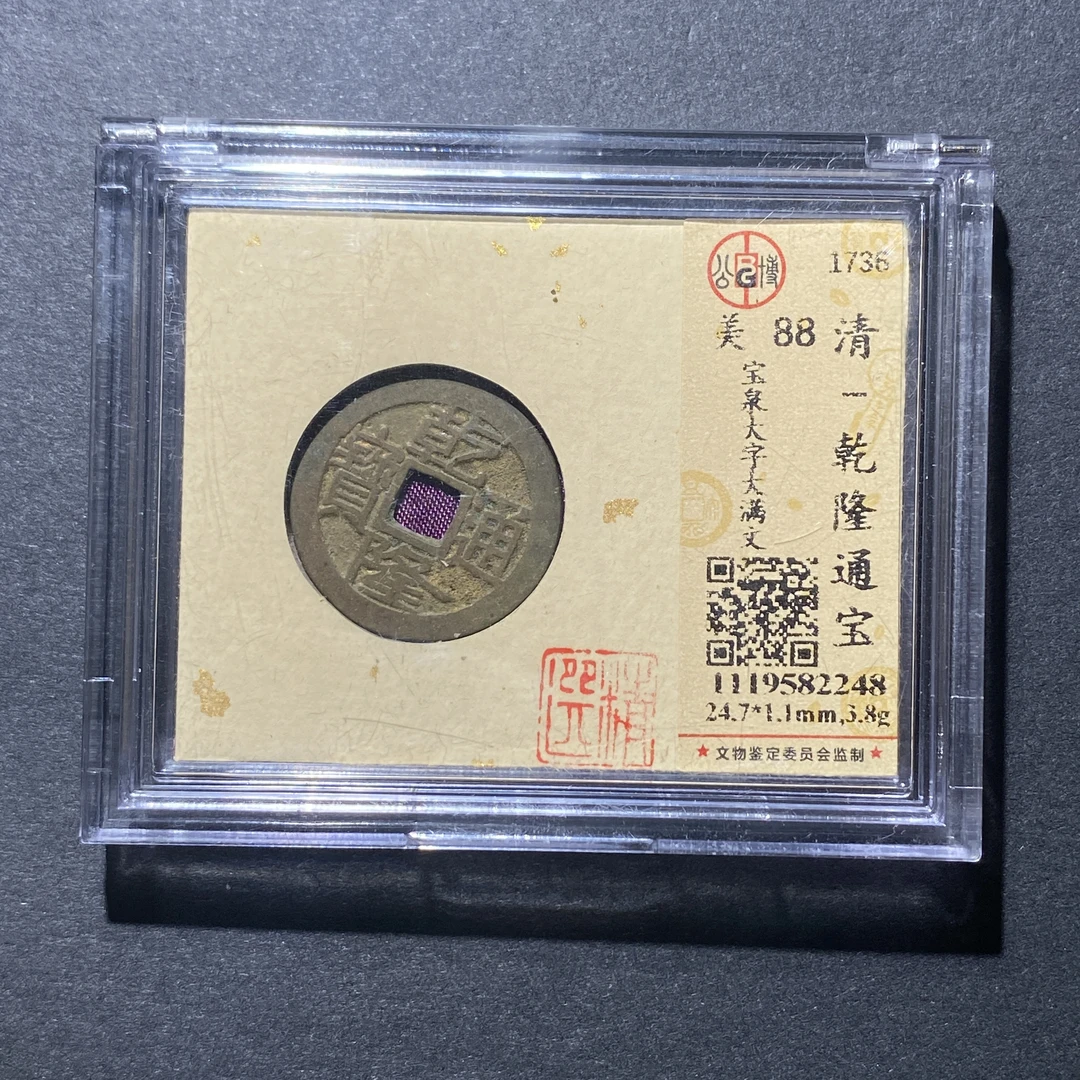 公博
1736
美 88
清-乾隆通宝
宝泉大字大满文
乾隆通寶
1119582248
24.7*1.1mm,3.8g
★文物鉴定委员会监制★